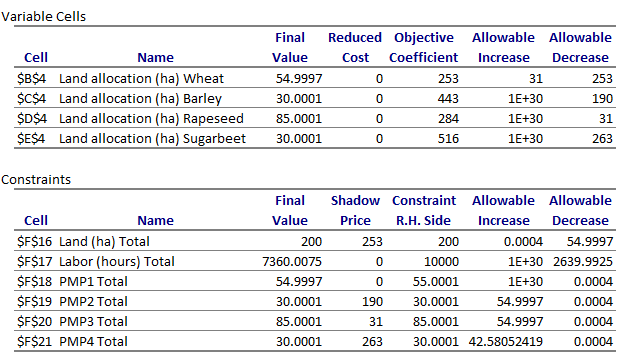 Variable Cells
Final Reduced Objective Allowable Allowable
Cell Name Value Cost Coefficient Increase Decrease
$B$4 Land allocation (ha) Wheat 54.9997 0 253 31 253
$C$4 Land allocation (ha) Barley 30.0001 0 443 1E+30 190
$D$4 Land allocation (ha) Rapeseed 85.0001 0 284 1E+30 31
$E$4 Land allocation (ha) Sugarbeet 30.0001 0 516 1E+30 263
Constraints
Final Shadow Constraint Allowable Allowable
Cell Name Value Price R.H. Side Increase Decrease
$F$16 Land (ha) Total 200 253 200 0.0004 54.9997
$F$17 Labor (hours) Total 7360.0075 0 10000 1E+30 2639.9925
$F$18 PMP1 Total 54.9997 0 55.0001 1E+30 0.0004
$F$19 PMP2 Total 30.0001 190 30.0001 54.9997 0.0004
$F$20 PMP3 Total 85.0001 31 85.0001 54.9997 0.0004
$F$21 PMP4 Total 30.0001 263 30.0001 42.58052419 0.0004